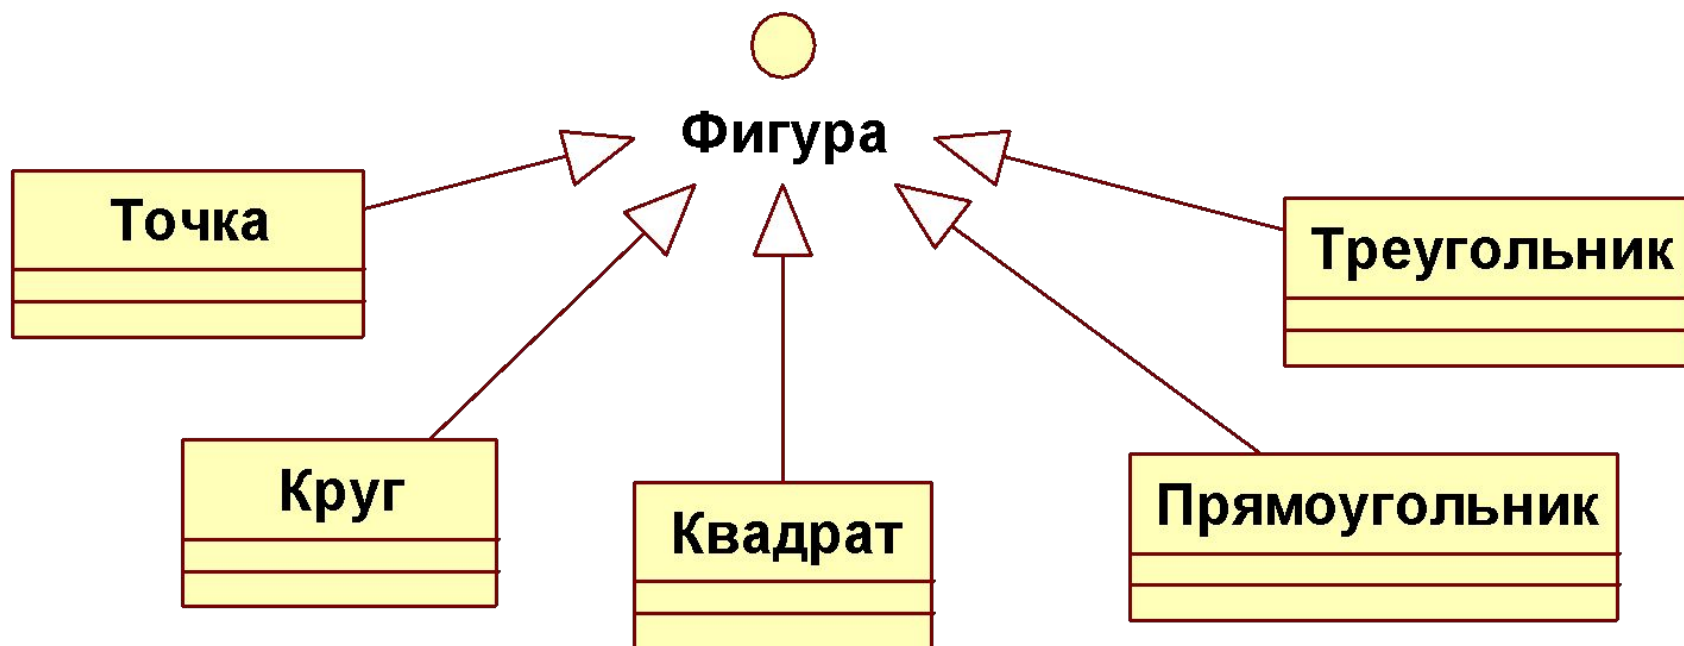 Фигура
Точка
Треугольник
Круг
Квадрат
Прямоугольник